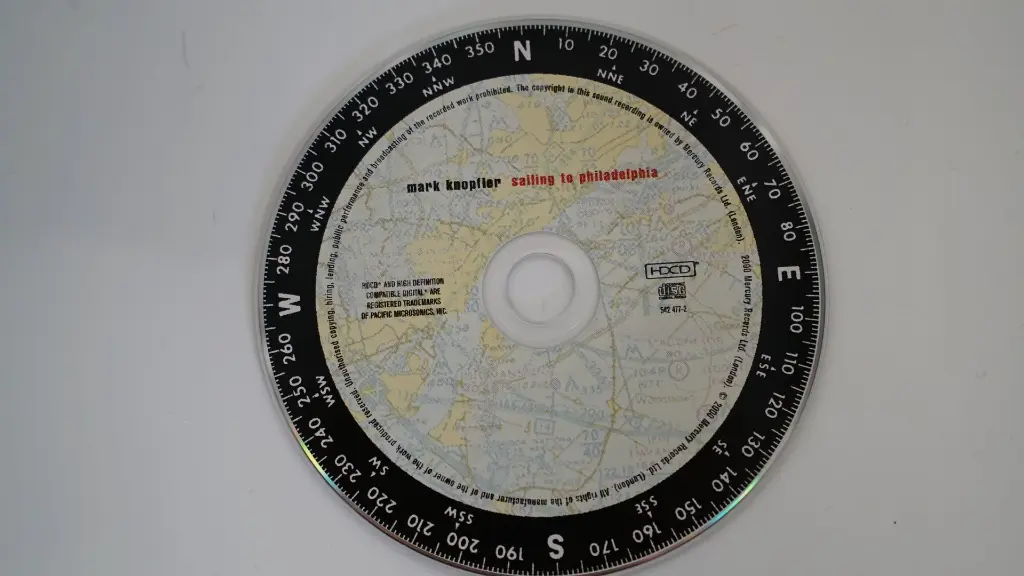 N
10
20
NNE
30
40
NE
50
60
ENE
70
80
E
100
110
ESE
120
130
SE
140
150
SSE
160
170
S
190
200
SSW
210
220
SW
230
240
WSW
250
260
W
280
290
WNW
300
310
NW
320
330
NNW
340
350
mark knopfler sailing to philadelphia
HDCD
542 477-2
HDCD® AND HIGH DEFINITION
COMPATIBLE DIGITAL® ARE
REGISTERED TRADEMARKS
OF PACIFIC MICROSONICS, INC.
2000 Mercury Records Ltd. (London). © 2000 Mercury Records Ltd. (London). All rights of the manufacturer and of the owner of the work produced reserved. Unauthorised copying, hiring, lending, public performance and broadcasting of the recorded work prohibited. The copyright in this sound recording is owned by Mercury Records Ltd. (London).